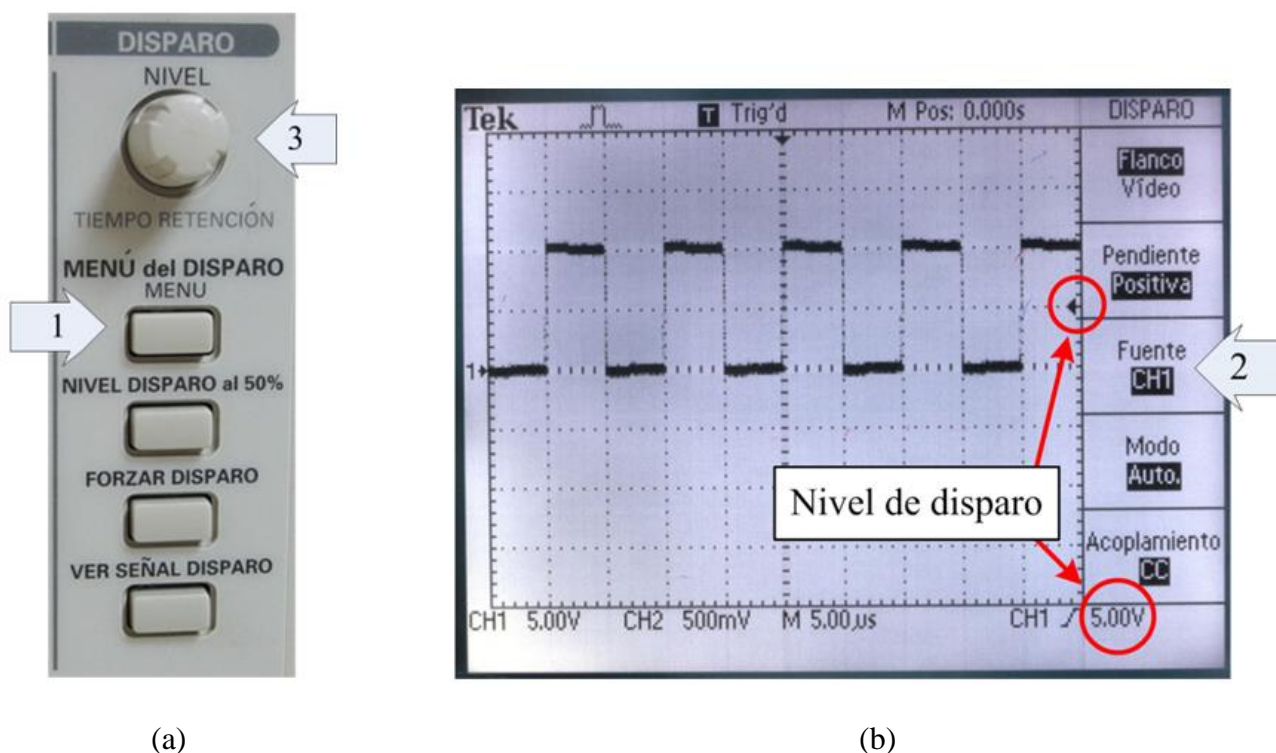 DISPARO
NIVEL
3
TIEMPO RETENCIÓN
MENÚ del DISPARO
MENU
1
NIVEL DISPARO al 50%
FORZAR DISPARO
VER SEÑAL DISPARO
(a)
Tek T Trig'd M Pos: 0.000s DISPARO
Flanco
Vídeo
Pendiente
Positiva
Fuente
CH1
2
Modo
Auto.
Acoplamiento
CC
1
Nivel de disparo
CH1 5.00V CH2 500mV M 5.00µs CH1 5.00V
(b)